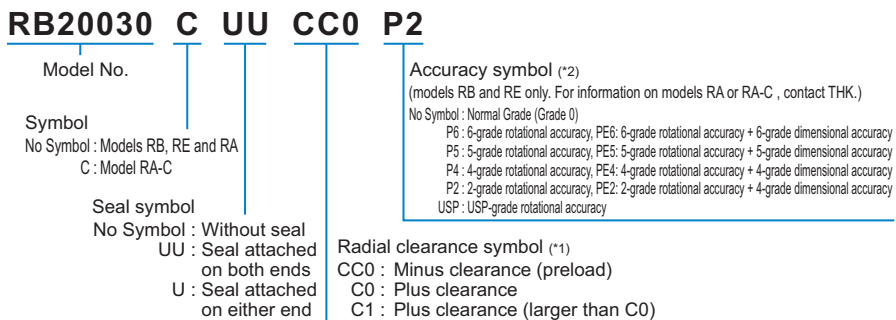 RB20030 C UU CC0 P2
Model No.
Symbol
No Symbol : Models RB, RE and RA
C : Model RA-C
Seal symbol
No Symbol : Without seal
UU : Seal attached
on both ends
U : Seal attached
on either end
Radial clearance symbol (*1)
CC0 : Minus clearance (preload)
C0 : Plus clearance
C1 : Plus clearance (larger than C0)
Accuracy symbol (*2)
(models RB and RE only. For information on models RA or RA-C , contact THK.)
No Symbol : Normal Grade (Grade 0)
P6 : 6-grade rotational accuracy, PE6: 6-grade rotational accuracy + 6-grade dimensional accuracy
P5 : 5-grade rotational accuracy, PE5: 5-grade rotational accuracy + 5-grade dimensional accuracy
P4 : 4-grade rotational accuracy, PE4: 4-grade rotational accuracy + 4-grade dimensional accuracy
P2 : 2-grade rotational accuracy, PE2: 2-grade rotational accuracy + 4-grade dimensional accuracy
USP : USP-grade rotational accuracy